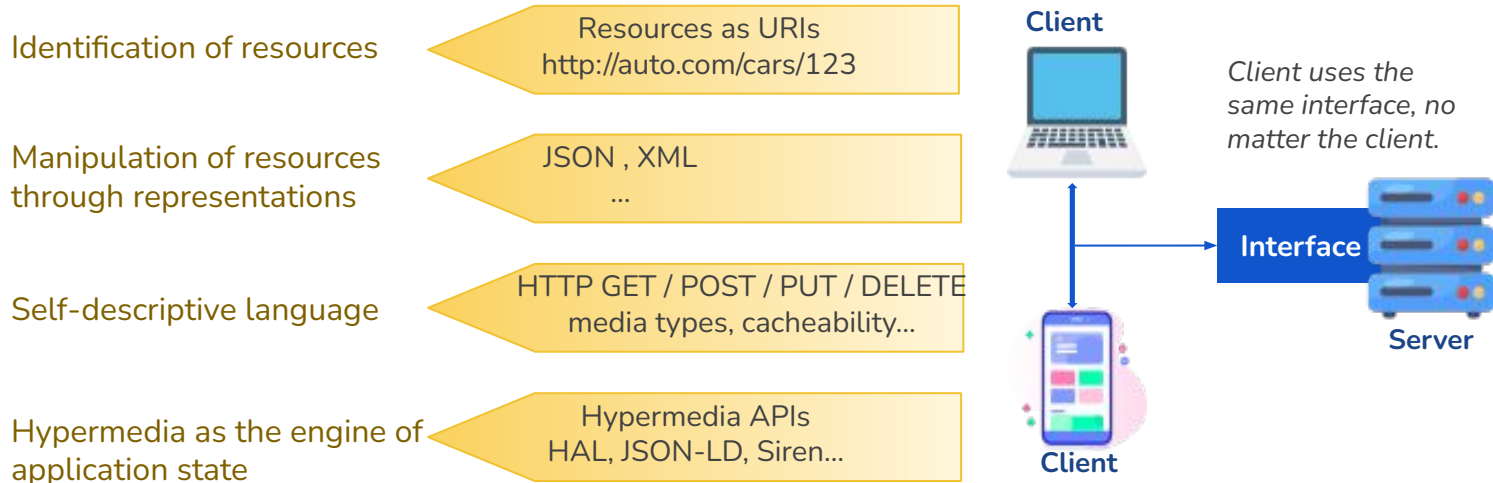 Identification of resources
Resources as URIs
http://auto.com/cars/123
Manipulation of resources
through representations
JSON , XML
...
Self-descriptive language
HTTP GET / POST / PUT / DELETE
media types, cacheability...
Hypermedia as the engine of
application state
Hypermedia APIs
HAL, JSON-LD, Siren...
Client
Client uses the
same interface, no
matter the client.
Interface
Server
Client